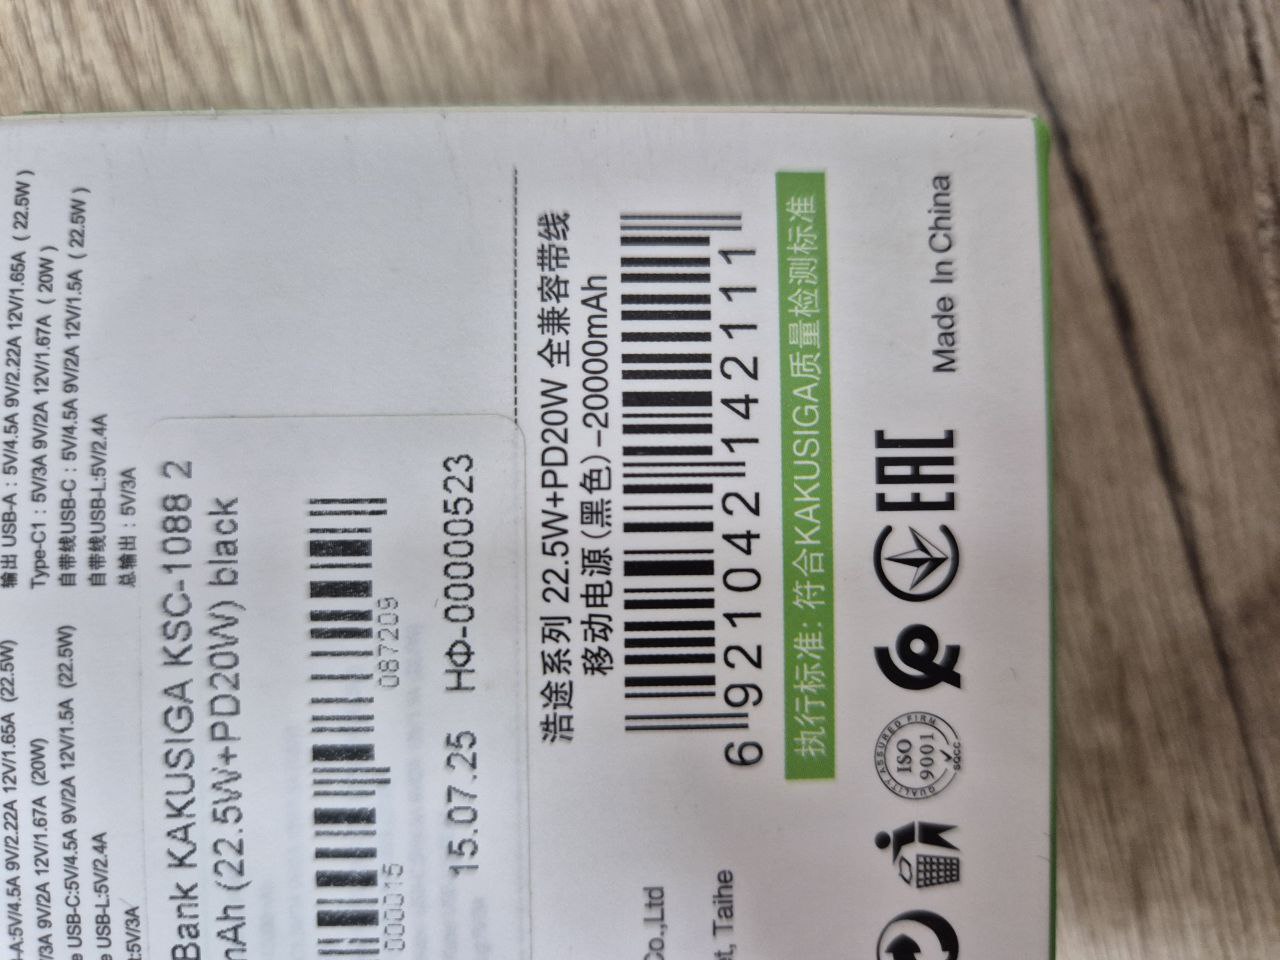 输出 USB-A : 5V/4.5A 9V/2.22A 12V/1.65A ( 22.5W )
Type-C1 : 5V/3A 9V/2A 12V/1.67A ( 20W )
自带线USB-C : 5V/4.5A 9V/2A 12V/1.5A ( 22.5W )
自带线USB-L:5V/2.4A
总输出 : 5V/3A
-A:5V/4.5A 9V/2.22A 12V/1.65A (22.5W)
/3A 9V/2A 12V/1.67A (20W)
USB-C:5V/4.5A 9V/2A 12V/1.5A (22.5W)
USB-L:5V/2.4A
:5V/3A
Bank KAKUSIGA KSC-1088 2
mAh (22.5W+PD20W) black
000015 087209
15.07.25 НФ-00000523
浩途系列 22.5W+PD20W 全兼容带线
移动电源(黑色)-20000mAh
6 921042 142111
执行标准: 符合KAKUSIGA质量检测标准
Co.,Ltd
Taihe
QUALITY ASSURED FIRM
ISO
9001
SQCC
EAC
Made In China